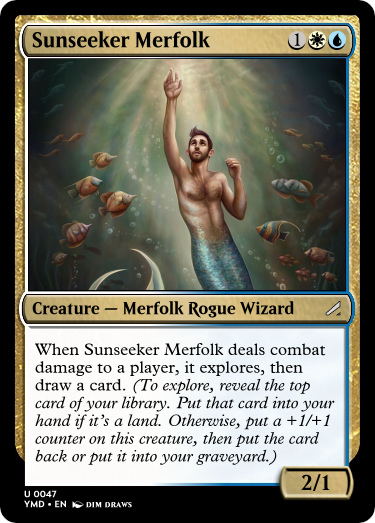 Sunseeker Merfolk 1
Creature — Merfolk Rogue Wizard
When Sunseeker Merfolk deals combat
damage to a player, it explores, then
draw a card. (To explore, reveal the top
card of your library. Put that card into your
hand if it's a land. Otherwise, put a +1/+1
counter on this creature, then put the card
back or put it into your graveyard.)
2/1
U 0047
YMD • EN DIM DRAWS